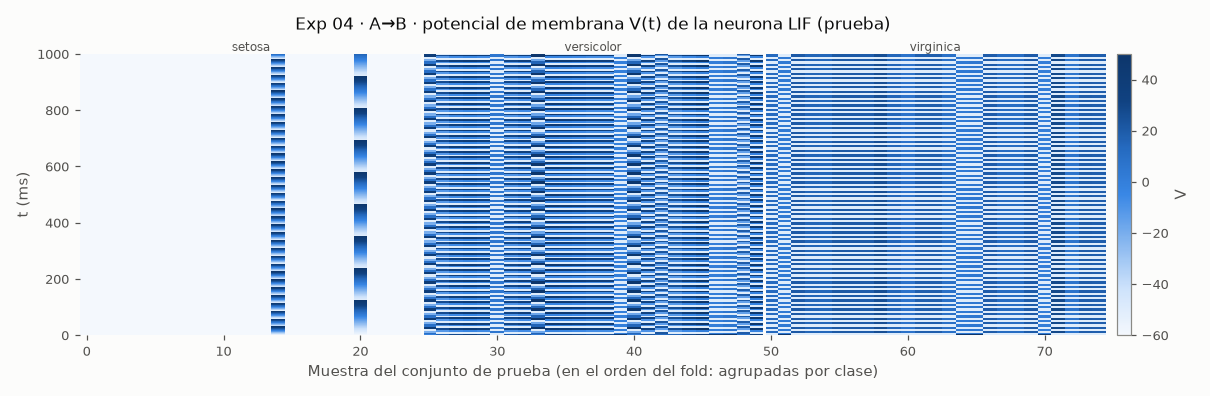 Exp 04 · A→B · potencial de membrana V(t) de la neurona LIF (prueba)
setosa versicolor virginica
1000
800
600
400
200
0
t (ms)
0 10 20 30 40 50 60 70
Muestra del conjunto de prueba (en el orden del fold: agrupadas por clase)
40
20
0
−20
−40
−60
V